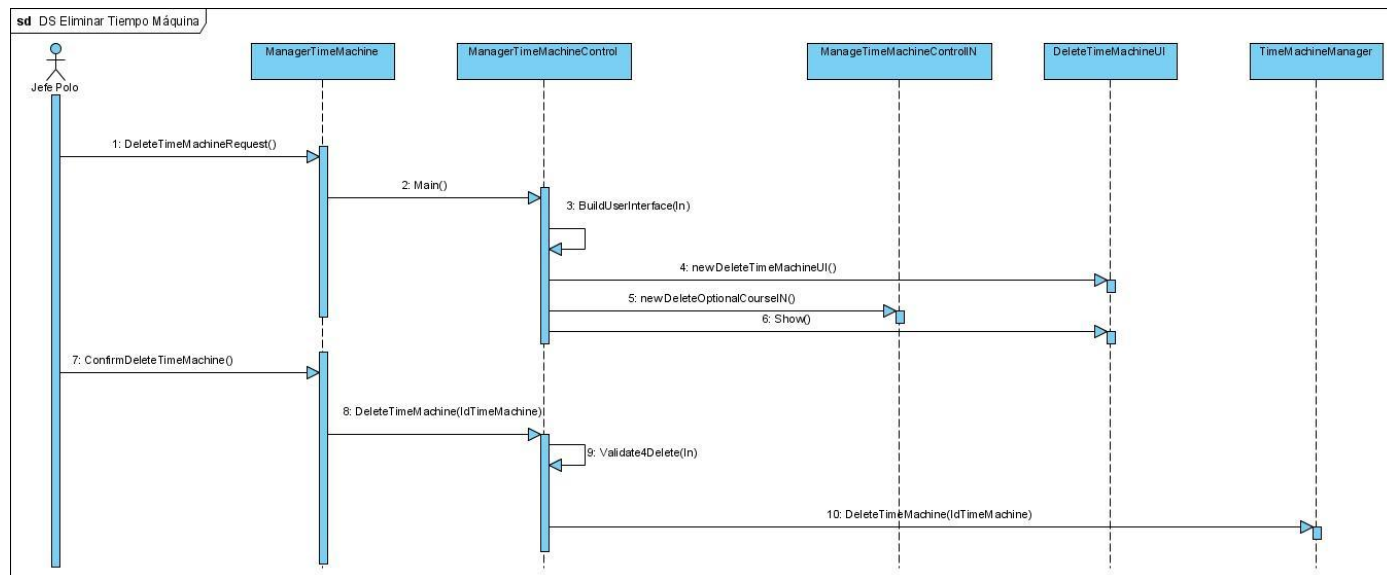 sd DS Eliminar Tiempo Máquina
Jefe Polo
ManagerTimeMachine
ManagerTimeMachineControl
ManageTimeMachineControlIN
DeleteTimeMachineUI
TimeMachineManager
1: DeleteTimeMachineRequest()
2: Main()
3: BuildUserInterface(In)
4: newDeleteTimeMachineUI()
5: newDeleteOptionalCourseIN()
6: Show()
7: ConfirmDeleteTimeMachine()
8: DeleteTimeMachine(IdTimeMachine)
9: Validate4Delete(In)
10: DeleteTimeMachine(IdTimeMachine)